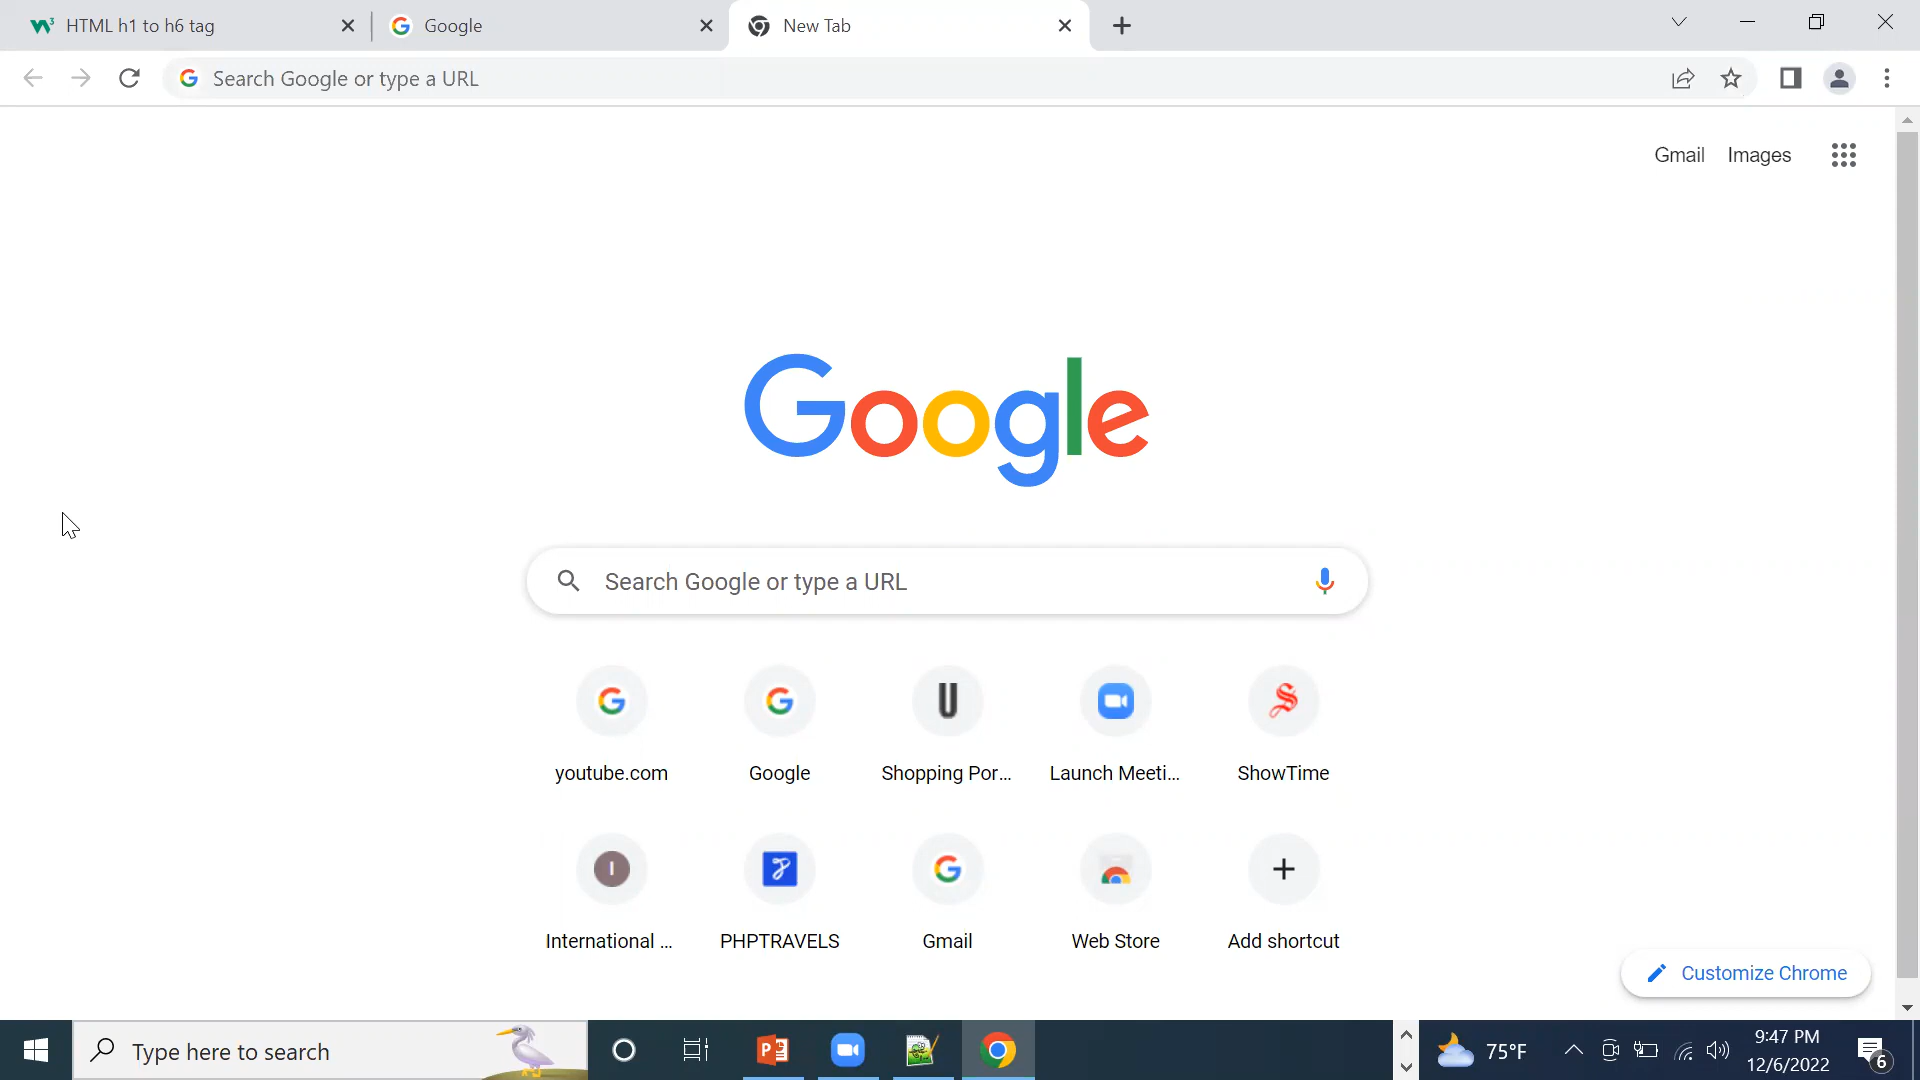 HTML h1 to h6 tag
Google
New Tab
Search Google or type a URL
Gmail Images
Google
Search Google or type a URL
youtube.com
Google
Shopping Por...
Launch Meeti...
ShowTime
International ...
PHPTRAVELS
Gmail
Web Store
Add shortcut
Customize Chrome
Type here to search
75°F
9:47 PM
12/6/2022
6